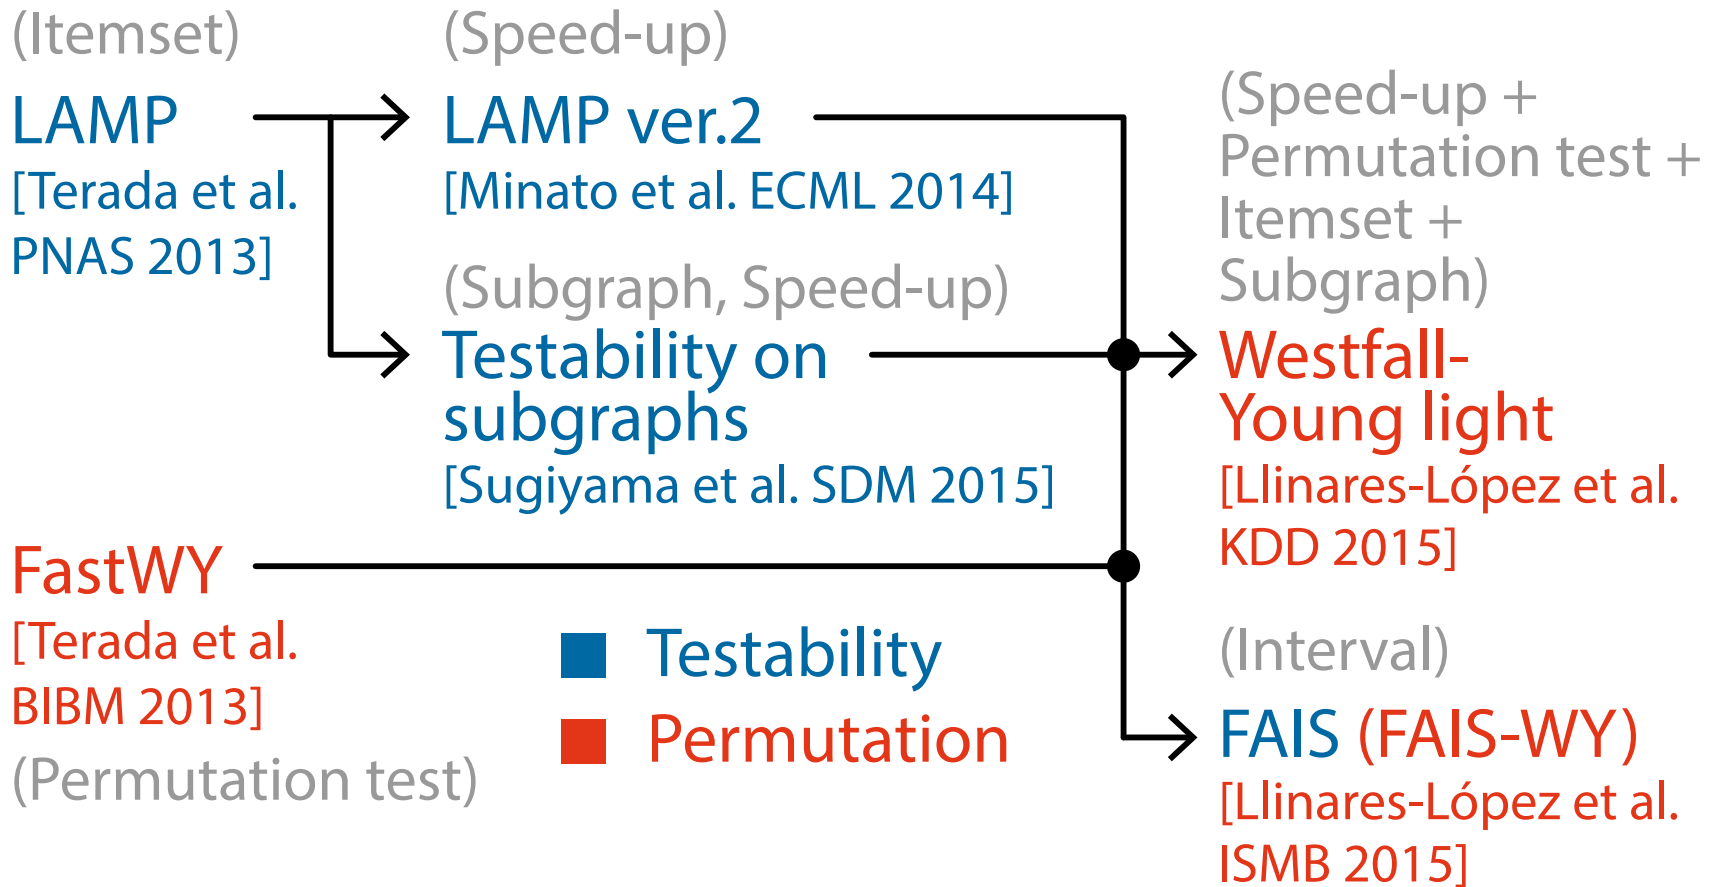 (Itemset)
LAMP
[Terada et al.
PNAS 2013]
(Speed-up)
LAMP ver.2
[Minato et al. ECML 2014]
(Subgraph, Speed-up)
Testability on
subgraphs
[Sugiyama et al. SDM 2015]
(Speed-up +
Permutation test +
Itemset +
Subgraph)
Westfall-
Young light
[Llinares-López et al.
KDD 2015]
FastWY
[Terada et al.
BIBM 2013]
(Permutation test)
Testability
Permutation
(Interval)
FAIS (FAIS-WY)
[Llinares-López et al.
ISMB 2015]